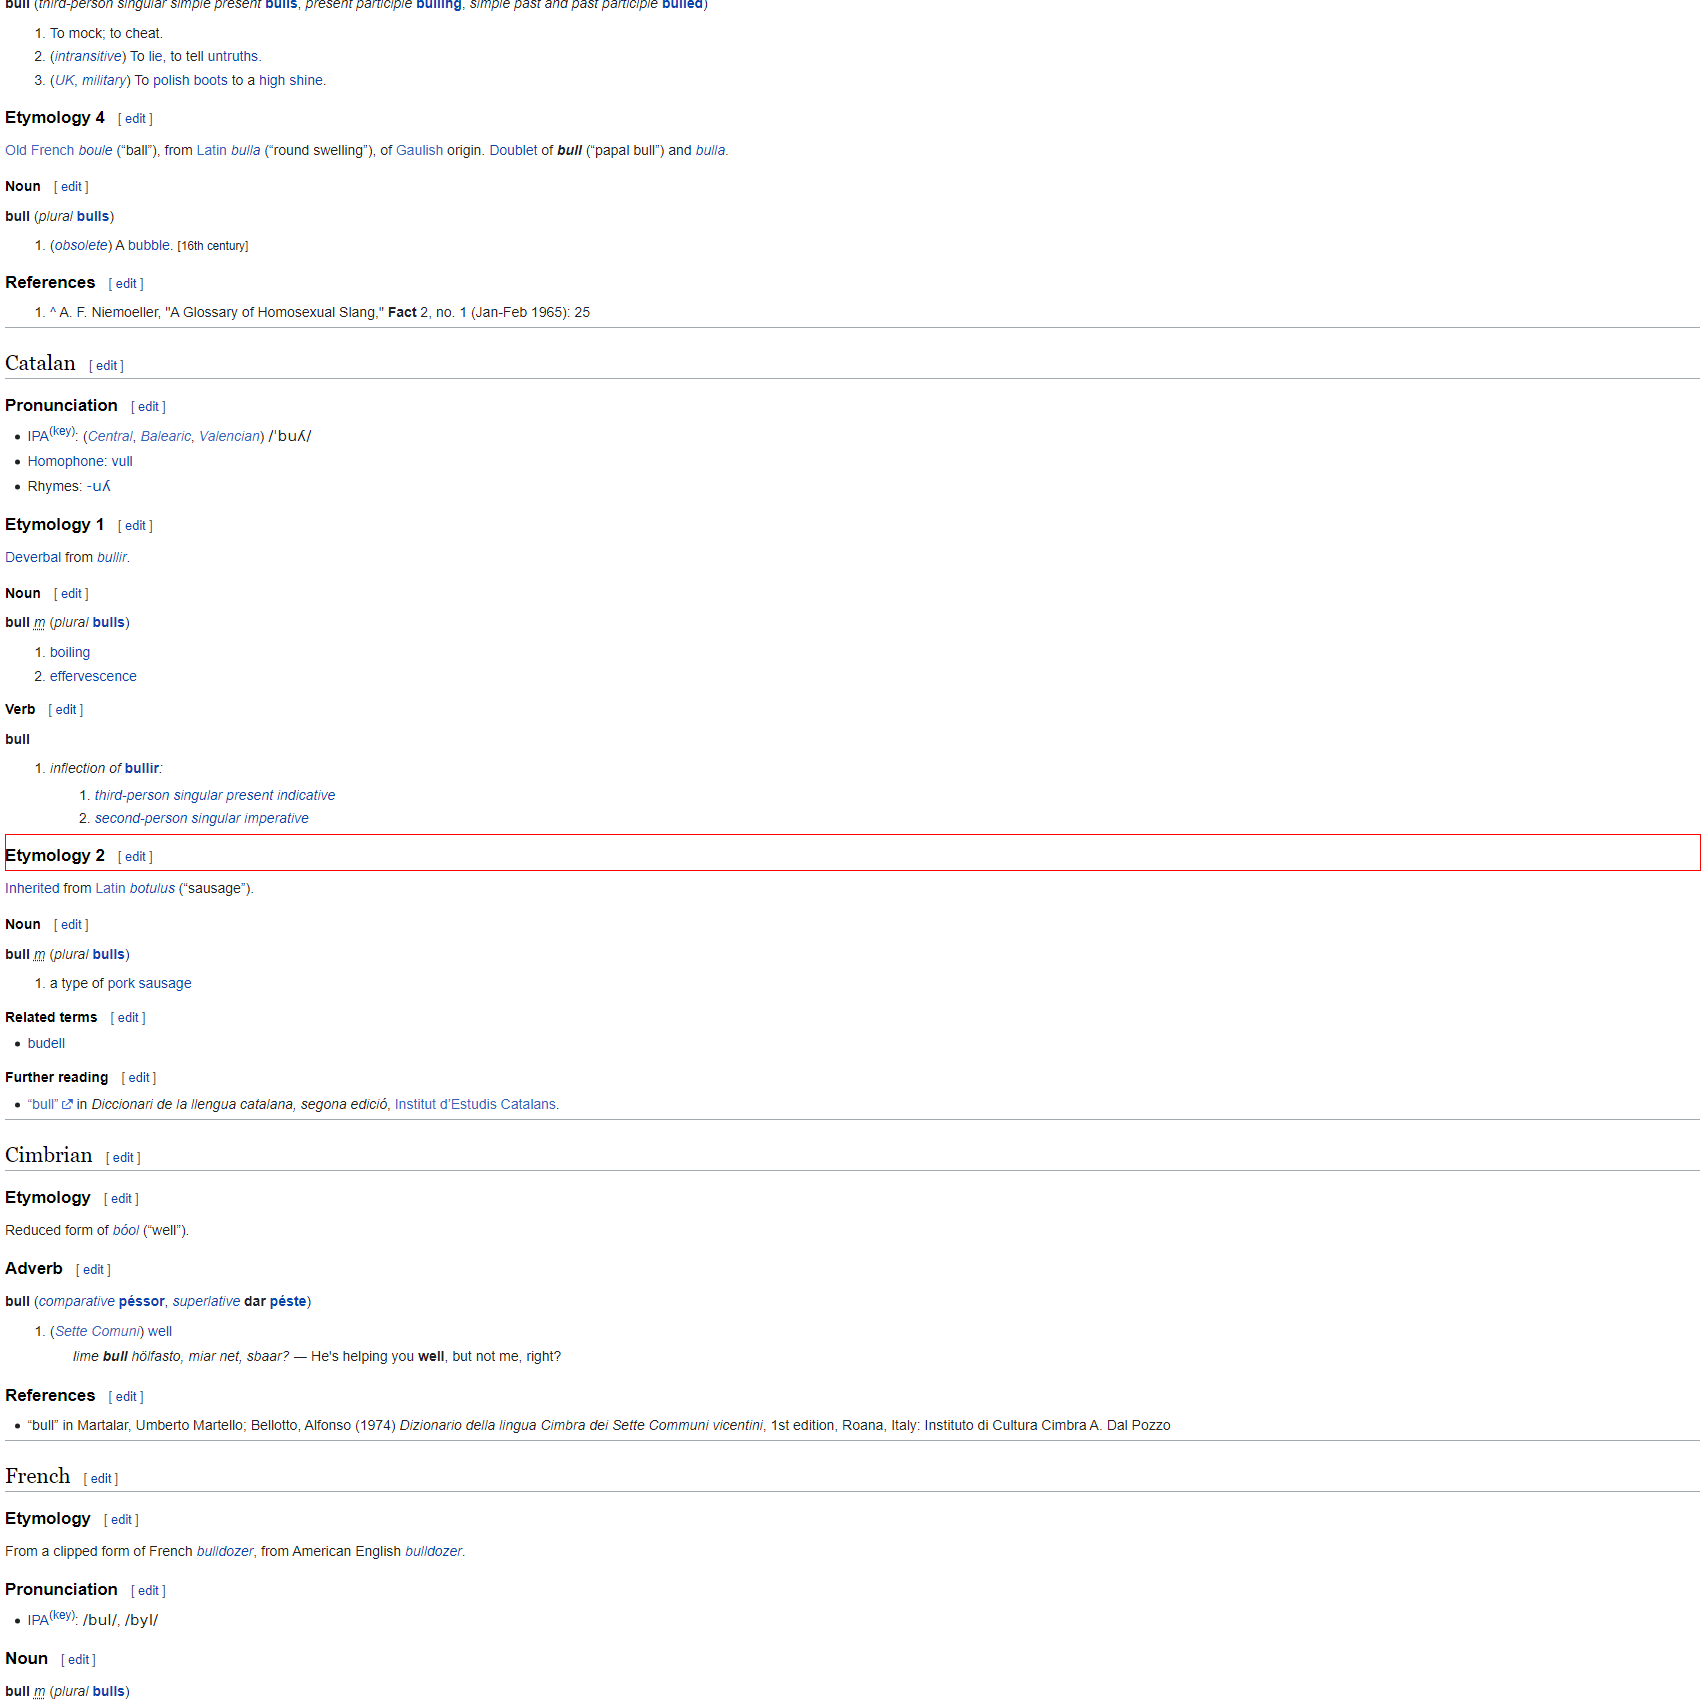 bull (third-person singular simple present bulls, present participle bulling, simple past and past participle bulled)
1. To mock; to cheat.
2. (intransitive) To lie, to tell untruths.
3. (UK, military) To polish boots to a high shine.
Etymology 4 [ edit ]
Old French boule (“ball”), from Latin bulla (“round swelling”), of Gaulish origin. Doublet of bull (“papal bull”) and bulla.
Noun [ edit ]
bull (plural bulls)
1. (obsolete) A bubble. [16th century]
References [ edit ]
1. ^ A. F. Niemoeller, "A Glossary of Homosexual Slang," Fact 2, no. 1 (Jan-Feb 1965): 25
Catalan [ edit ]
Pronunciation [ edit ]
• IPA(key): (Central, Balearic, Valencian) /ˈbuʎ/
• Homophone: vull
• Rhymes: -uʎ
Etymology 1 [ edit ]
Deverbal from bullir.
Noun [ edit ]
bull m (plural bulls)
1. boiling
2. effervescence
Verb [ edit ]
bull
1. inflection of bullir:
1. third-person singular present indicative
2. second-person singular imperative
Etymology 2 [ edit ]
Inherited from Latin botulus (“sausage”).
Noun [ edit ]
bull m (plural bulls)
1. a type of pork sausage
Related terms [ edit ]
• budell
Further reading [ edit ]
• “bull” in Diccionari de la llengua catalana, segona edició, Institut d’Estudis Catalans.
Cimbrian [ edit ]
Etymology [ edit ]
Reduced form of bóol (“well”).
Adverb [ edit ]
bull (comparative péssor, superlative dar péste)
1. (Sette Comuni) well
Iime bull hölfasto, miar net, sbaar? — He's helping you well, but not me, right?
References [ edit ]
• “bull” in Martalar, Umberto Martello; Bellotto, Alfonso (1974) Dizionario della lingua Cimbra dei Sette Communi vicentini, 1st edition, Roana, Italy: Instituto di Cultura Cimbra A. Dal Pozzo
French [ edit ]
Etymology [ edit ]
From a clipped form of French bulldozer, from American English bulldozer.
Pronunciation [ edit ]
• IPA(key): /bul/, /byl/
Noun [ edit ]
bull m (plural bulls)